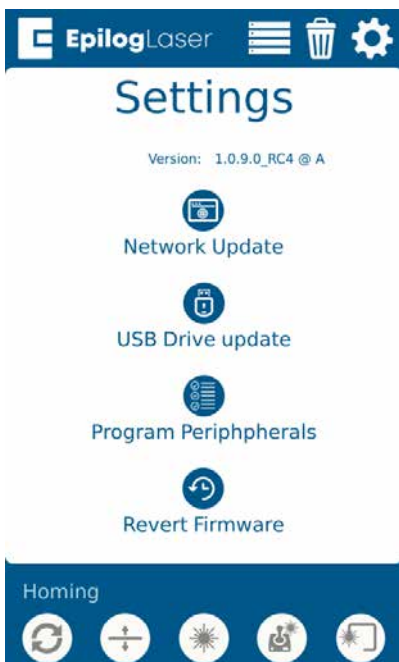 EpilogLaser
Settings
Version: 1.0.9.0_RC4 @ A
Network Update
USB Drive update
Program Periphpherals
Revert Firmware
Homing